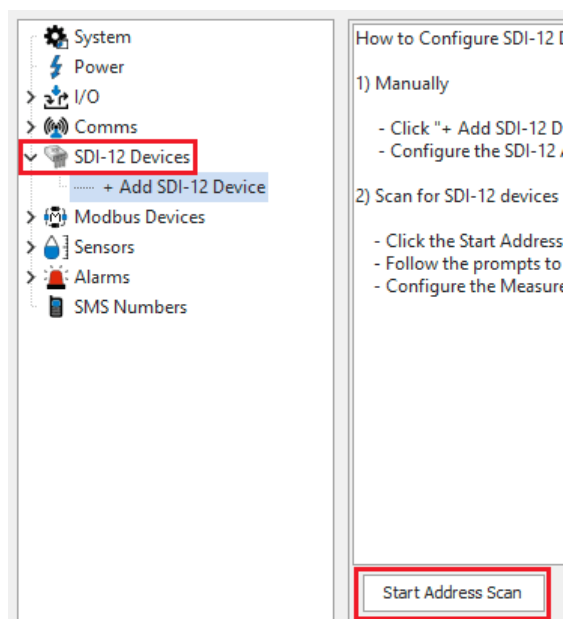 System
Power
I/O
Comms
SDI-12 Devices
+ Add SDI-12 Device
Modbus Devices
Sensors
Alarms
SMS Numbers
How to Configure SDI-12
1) Manually
- Click "+ Add SDI-12
- Configure the SDI-12
2) Scan for SDI-12 devices
- Click the Start Address
- Follow the prompts to
- Configure the
Start Address Scan